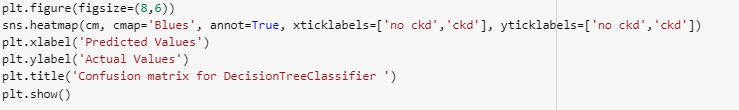 plt.figure(figsize=(8,6))
sns.heatmap(cm, cmap='Blues', annot=True, xticklabels=['no ckd','ckd'], yticklabels=['no ckd','ckd'])
plt.xlabel('Predicted Values')
plt.ylabel('Actual Values')
plt.title('Confusion matrix for DecisionTreeClassifier ')
plt.show()